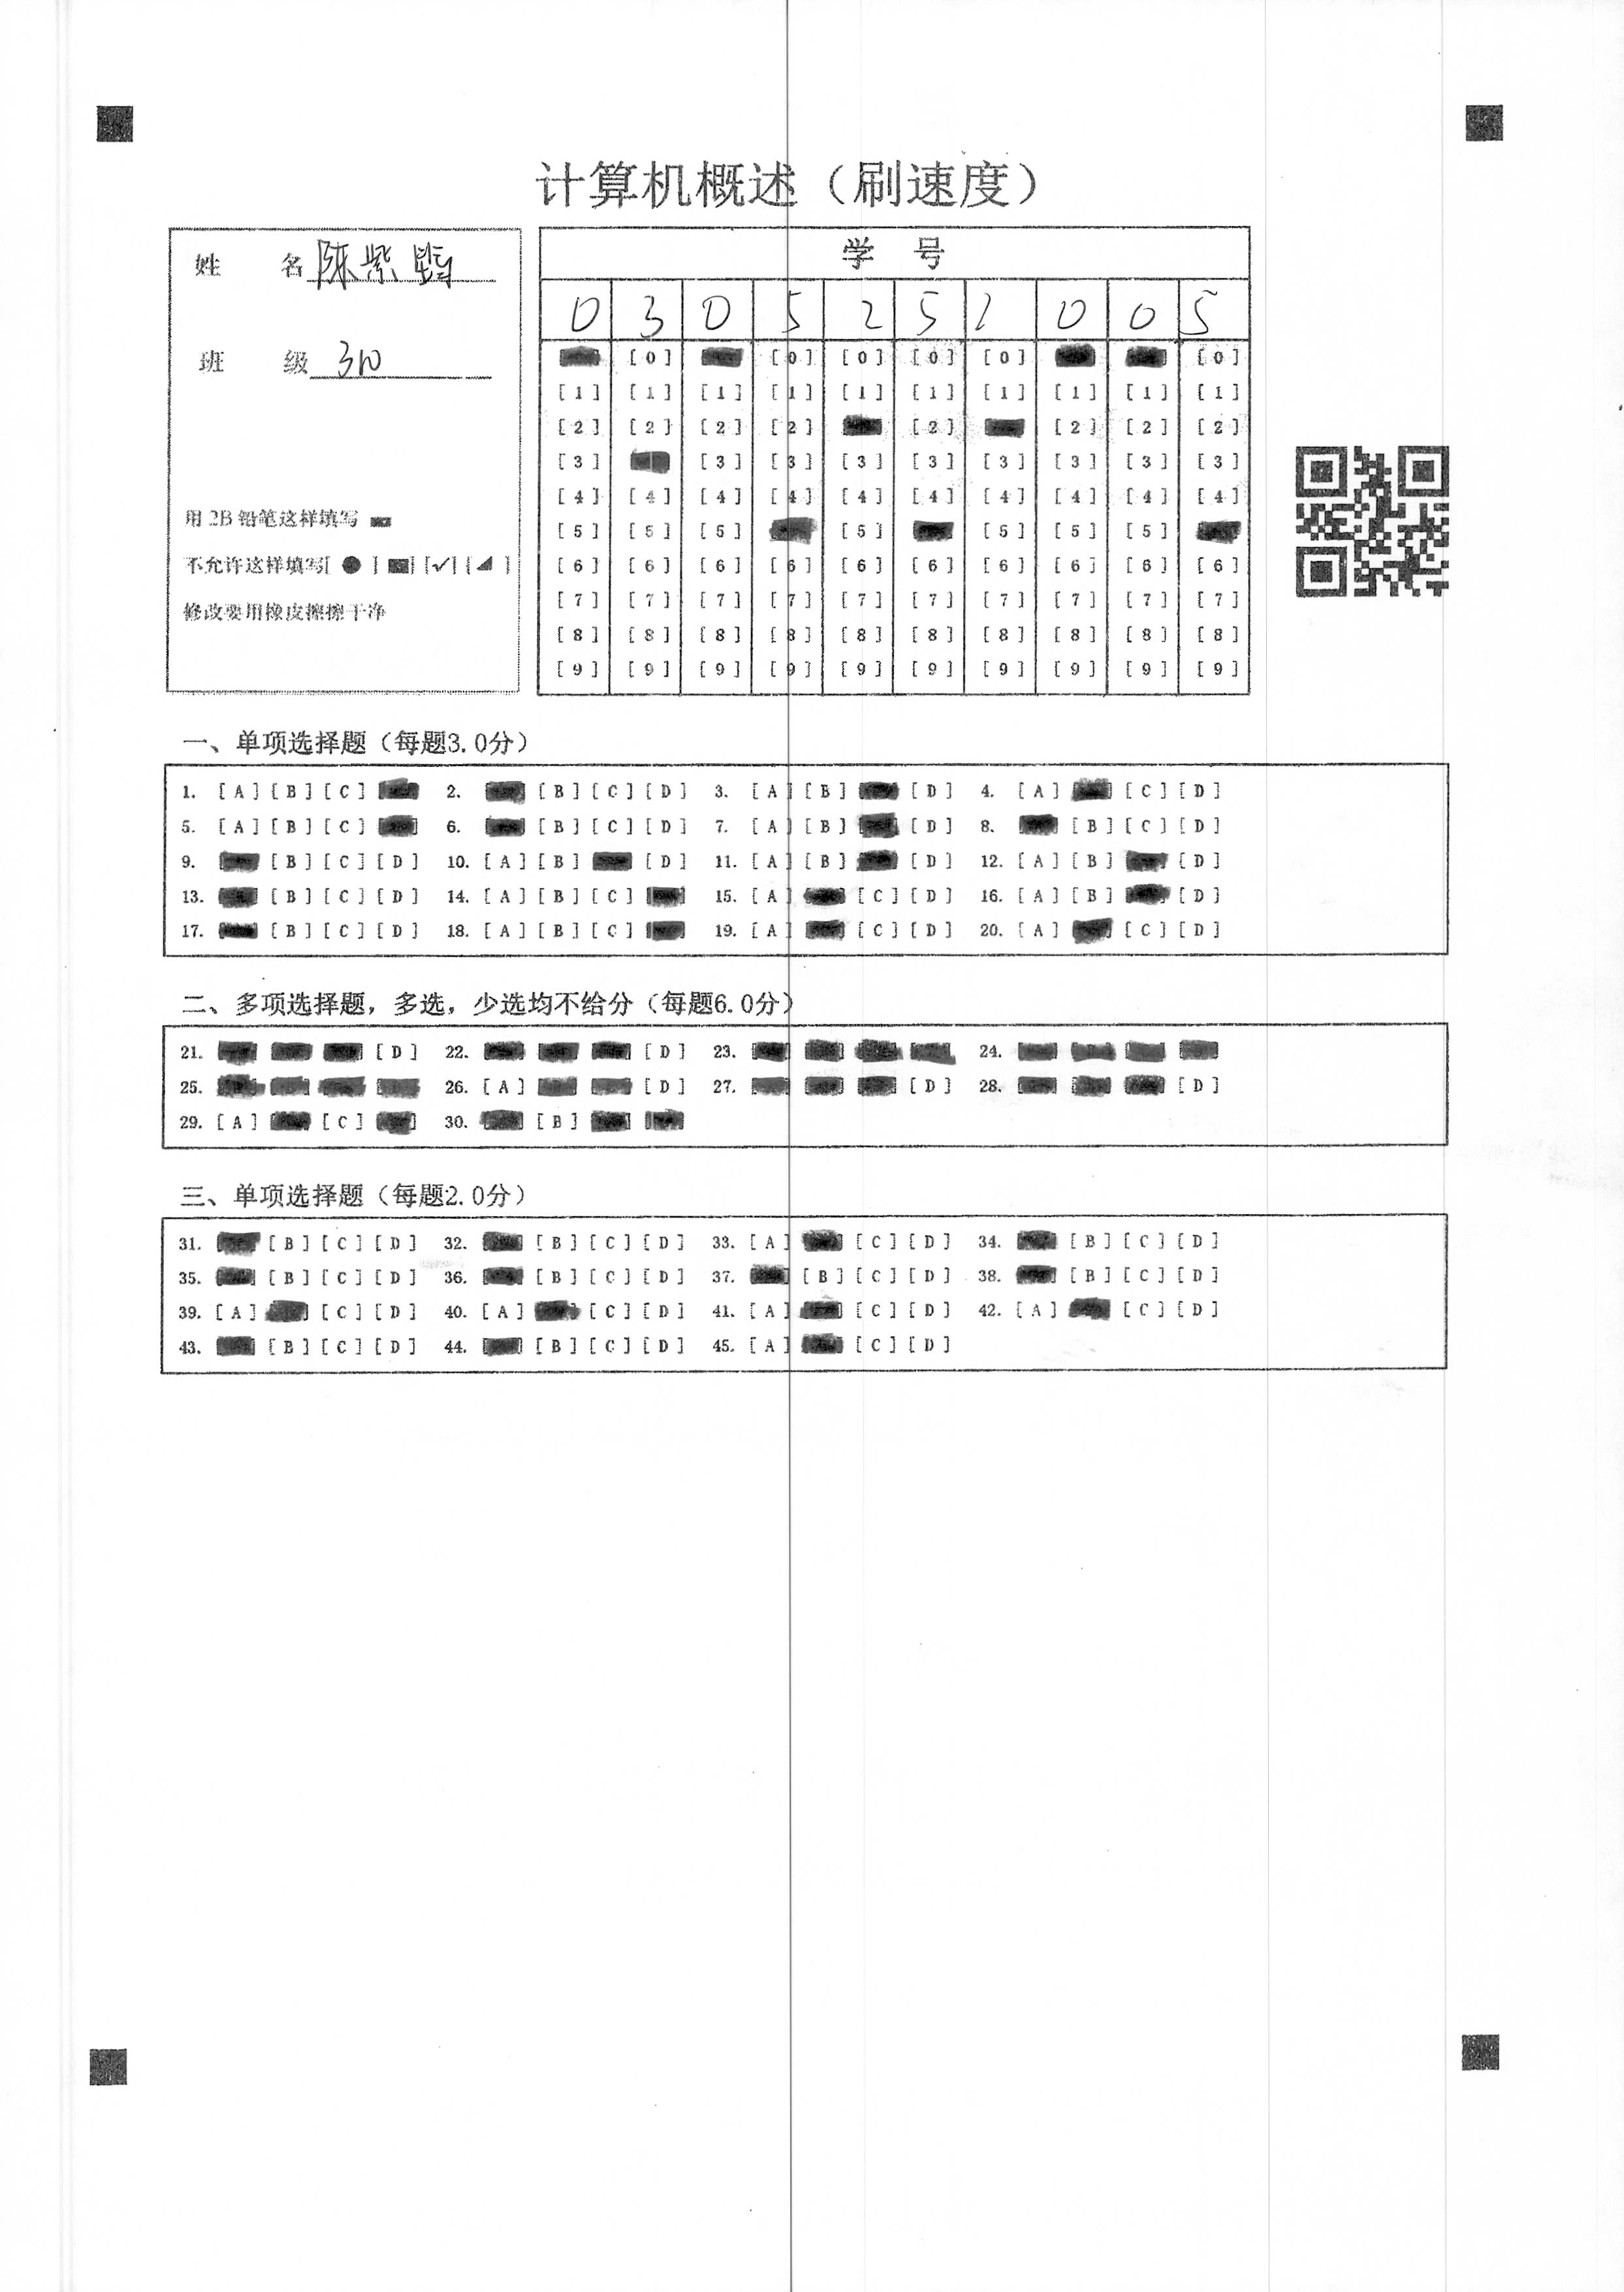 计算机概述（刷速度）
姓 名 陈紫
班 级 310
用 2B 铅笔这样填写
不允许这样填写[ ● ] [√] [ ]
修改要用橡皮擦擦干净
学 号
0 3 0 5 2 5 0 0 5
[0] [0] [0] [0] [0] [0]
[1] [1] [1] [1] [1] [1] [1] [1] [1] [1]
[2] [2] [2] [2] [2] [2] [2] [2]
[3] [3] [3] [3] [3] [3] [3] [3] [3]
[4] [4] [4] [4] [4] [4] [4] [4] [4] [4]
[5] [5] [5] [5] [5] [5] [5]
[6] [6] [6] [6] [6] [6] [6] [6] [6] [6]
[7] [7] [7] [7] [7] [7] [7] [7] [7] [7]
[8] [8] [8] [8] [8] [8] [8] [8] [8] [8]
[9] [9] [9] [9] [9] [9] [9] [9] [9] [9]
一、单项选择题（每题3.0分）
1. [A] [B] [C] 2. [B] [C] [D] 3. [A] [B] [D] 4. [A] [C] [D]
5. [A] [B] [C] 6. [B] [C] [D] 7. [A] [B] [D] 8. [B] [C] [D]
9. [B] [C] [D] 10. [A] [B] [D] 11. [A] [B] [D] 12. [A] [B] [D]
13. [B] [C] [D] 14. [A] [B] [C] 15. [A] [C] [D] 16. [A] [B] [D]
17. [B] [C] [D] 18. [A] [B] [C] 19. [A] [C] [D] 20. [A] [C] [D]
二、多项选择题，多选，少选均不给分（每题6.0分）
21. [D] 22. [D] 23. 24.
25. 26. [A] [D] 27. [D] 28. [D]
29. [A] [C] 30. [B]
三、单项选择题（每题2.0分）
31. [B] [C] [D] 32. [B] [C] [D] 33. [A] [C] [D] 34. [B] [C] [D]
35. [B] [C] [D] 36. [B] [C] [D] 37. [B] [C] [D] 38. [B] [C] [D]
39. [A] [C] [D] 40. [A] [C] [D] 41. [A] [C] [D] 42. [A] [C] [D]
43. [B] [C] [D] 44. [B] [C] [D] 45. [A] [C] [D]